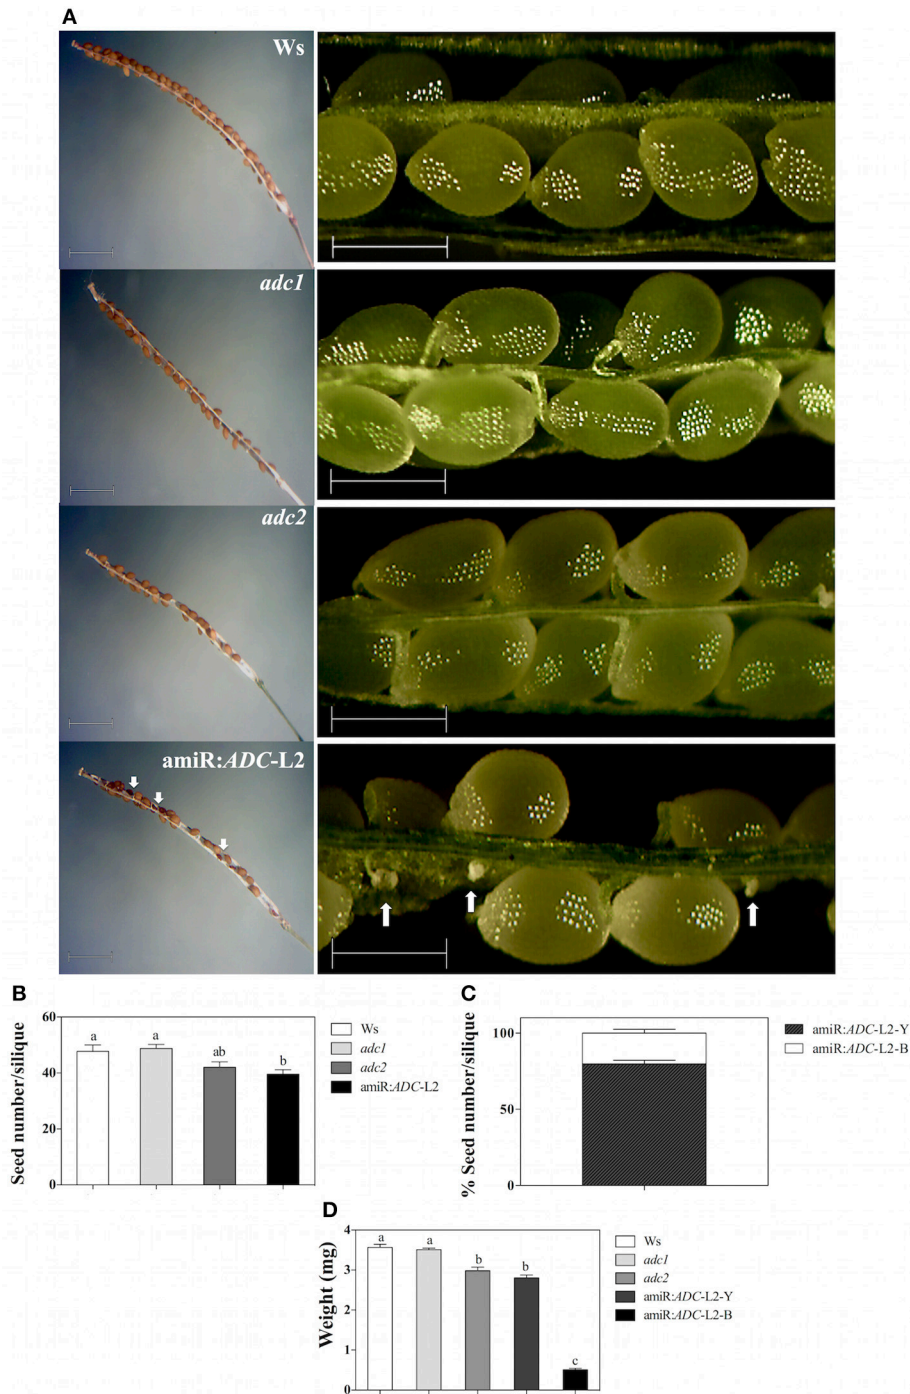 A
Ws
adc1
adc2
amiR:ADC-L2
B
Seed number/silique
60
40
20
0
a
a
ab
b
Ws
adc1
adc2
amiR:ADC-L2
C
% Seed number/silique
100
50
0
amiR:ADC-L2-Y
amiR:ADC-L2-B
D
Weight (mg)
4
3
2
1
0
a
a
b
b
c
Ws
adc1
adc2
amiR:ADC-L2-Y
amiR:ADC-L2-B